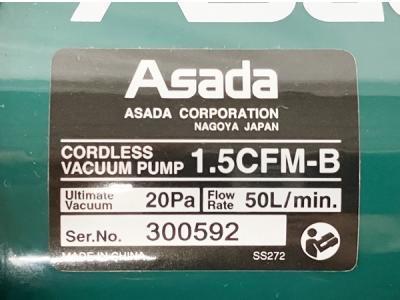 Asada
ASADA CORPORATION
NAGOYA JAPAN
CORDLESS
VACUUM PUMP 1.5CFM-B
Ultimate Vacuum 20Pa Flow Rate 50L/min.
Ser.No. 300592
MADE IN CHINA SS272